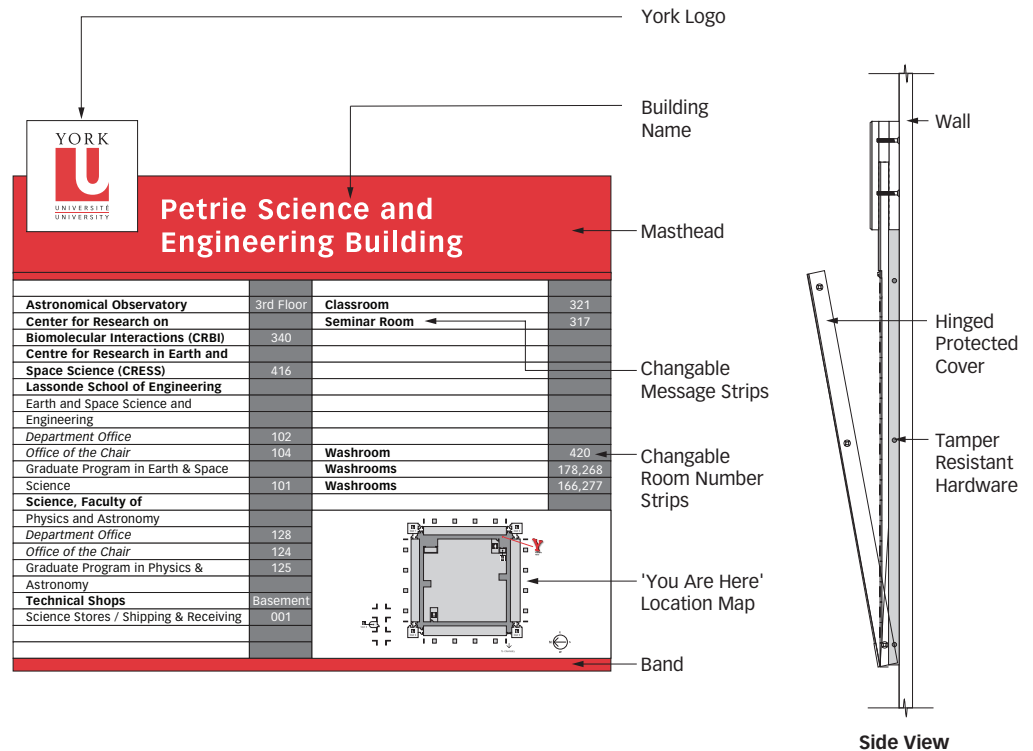 York Logo
YORK
U
UNIVERSITÉ
UNIVERSITY
Building
Name
Petrie Science and
Engineering Building
Masthead
Astronomical Observatory 3rd Floor Classroom 321
Center for Research on Seminar Room 317
Biomolecular Interactions (CRBI) 340
Centre for Research in Earth and
Space Science (CRESS) 416
Lassonde School of Engineering
Earth and Space Science and
Engineering
Department Office 102
Office of the Chair 104 Washroom 420
Graduate Program in Earth & Space Washrooms 178,268
Science 101 Washrooms 166,277
Science, Faculty of
Physics and Astronomy
Department Office 128
Office of the Chair 124
Graduate Program in Physics & 125
Astronomy
Technical Shops Basement
Science Stores / Shipping & Receiving 001
Y
Changable
Message Strips
Changable
Room Number
Strips
'You Are Here'
Location Map
Band
Wall
Hinged
Protected
Cover
Tamper
Resistant
Hardware
Side View